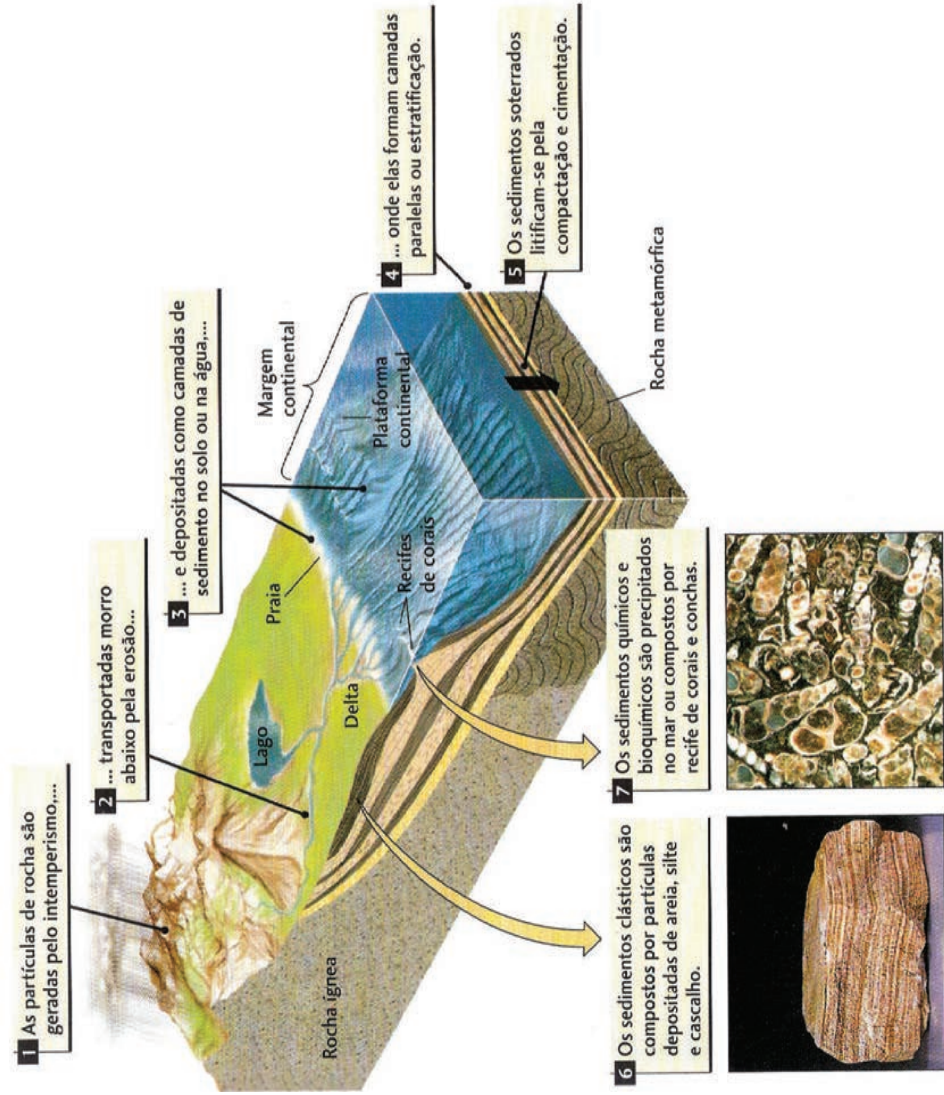 1 As partículas de rocha são
geradas pelo intemperismo,...
2 ... transportadas morro
abaixo pela erosão...
3 ... e depositadas como camadas de
sedimento no solo ou na água,...
4 ... onde elas formam camadas
paralelas ou estratificação.
5 Os sedimentos soterrados
litificam-se pela
compactação e cimentação.
Margem
continental
Plataforma
continental
Praia
Recifes
de corais
Delta
Lago
Rocha ígnea
Rocha metamórfica
6 Os sedimentos clásticos são
compostos por partículas
depositadas de areia, silte
e cascalho.
7 Os sedimentos químicos e
bioquímicos são precipitados
no mar ou compostos por
recife de corais e conchas.